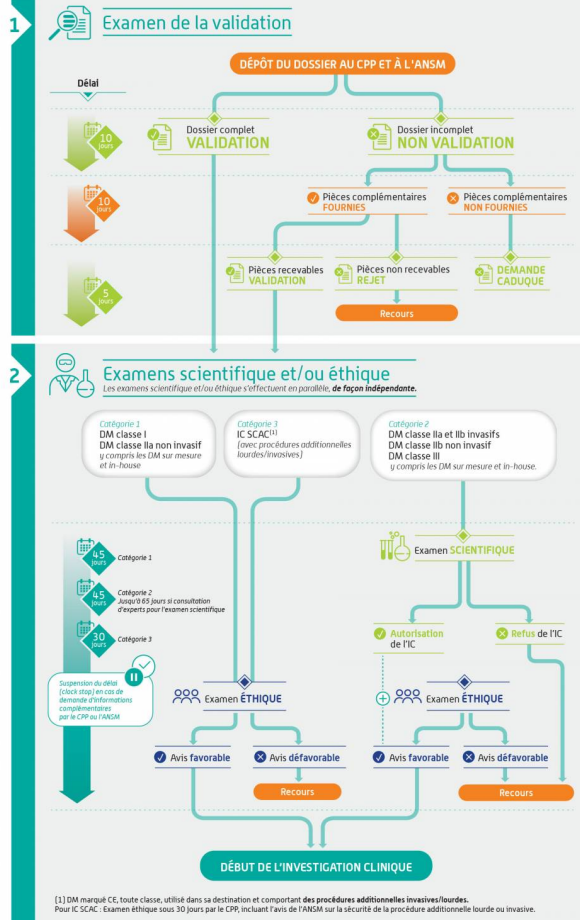 1
Examen de la validation
DÉPÔT DU DOSSIER AU CPP ET À L'ANSM
Délai
10
jours
Dossier complet
VALIDATION
Dossier incomplet
NON VALIDATION
10
jours
Pièces complémentaires
FOURNIES
Pièces complémentaires
NON FOURNIES
5
jours
Pièces recevables
VALIDATION
Pièces non recevables
REJET
DEMANDE
CADUQUE
Recours
2
Examens scientifique et/ou éthique
Les examens scientifique et/ou éthique s'effectuent en parallèle, de façon indépendante.
Catégorie 1
DM classe I
DM classe IIa non invasif
y compris les DM sur mesure
et in-house
Catégorie 3
IC SCAC[1]
(avec procédures additionnelles
lourdes/invasives)
Catégorie 2
DM classe IIa et IIb invasifs
DM classe IIb non invasif
DM classe III
y compris les DM sur mesure et in-house.
Examen SCIENTIFIQUE
45
jours
Catégorie 1
45
jours
Catégorie 2
Jusqu'à 65 jours si consultation
d'experts pour l'examen scientifique
30
jours
Catégorie 3
Autorisation
de l'IC
Refus de l'IC
Suspension du délai
(clock stop) en cas de
demande d'informations
complémentaires
par le CPP ou l'ANSM
Examen ÉTHIQUE
Examen ÉTHIQUE
Avis favorable
Avis défavorable
Avis favorable
Avis défavorable
Recours
Recours
DÉBUT DE L'INVESTIGATION CLINIQUE
[1] DM marqué CE, toute classe, utilisé dans sa destination et comportant des procédures additionnelles invasives/lourdes.
Pour IC SCAC : Examen éthique sous 30 jours par le CPP, incluant l'avis de l'ANSM sur la sécurité de la procédure additionnelle lourde ou invasive.